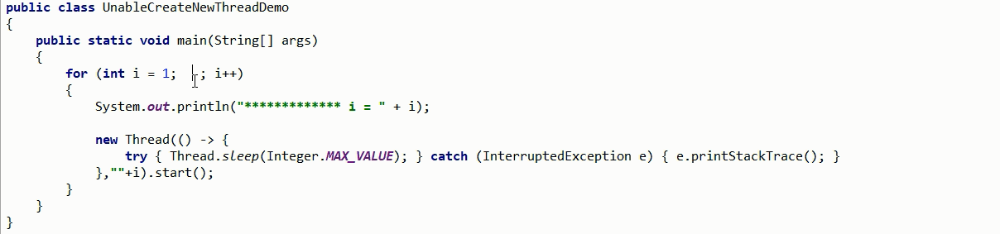 public class UnableCreateNewThreadDemo
{
    public static void main(String[] args)
    {
        for (int i = 1;  ; i++)
        {
            System.out.println("************* i = " + i);

            new Thread(() -> {
                try { Thread.sleep(Integer.MAX_VALUE); } catch (InterruptedException e) { e.printStackTrace(); }
            },""+i).start();
        }
    }
}